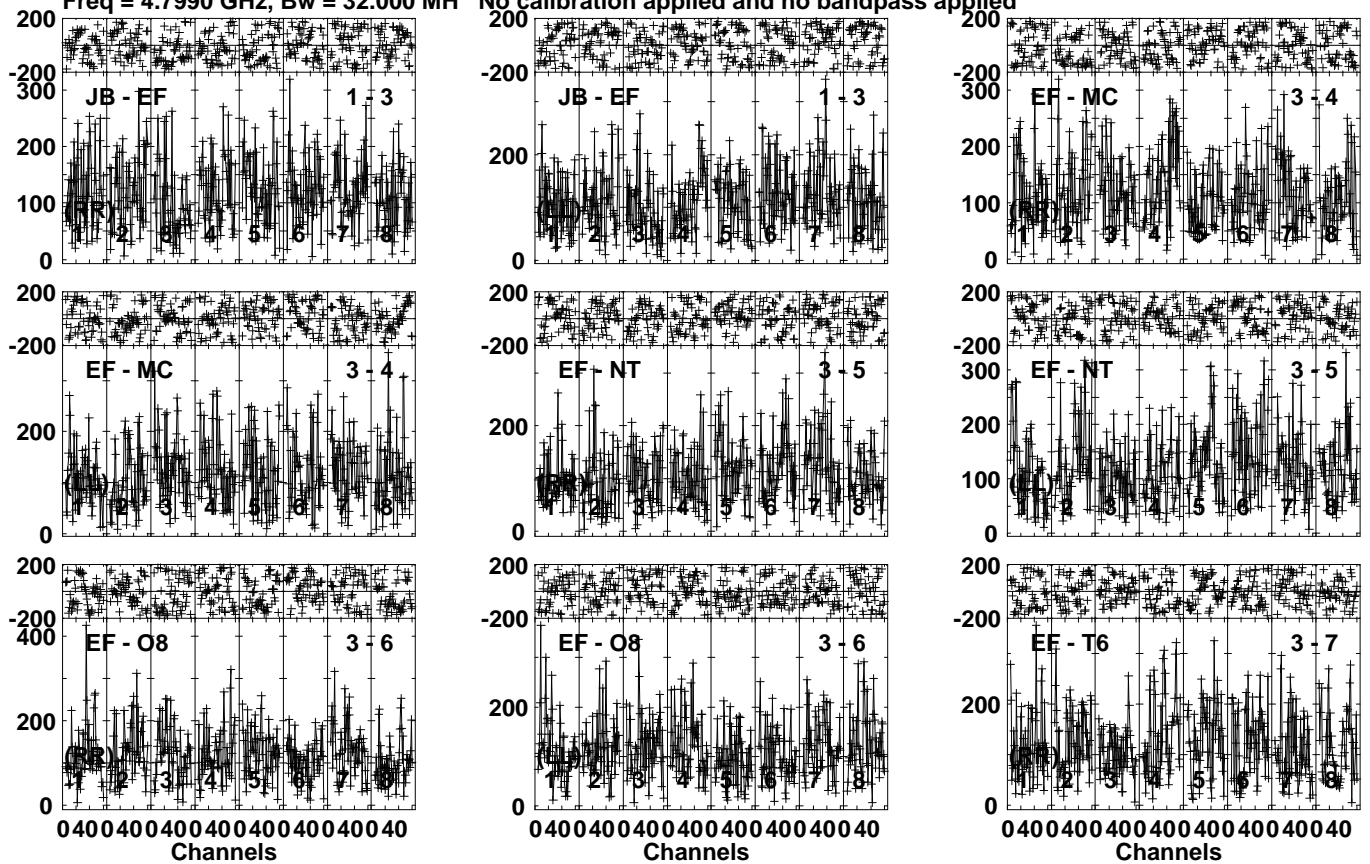 Freq = 4.7990 GHz, Bw = 32.000 MH No calibration applied and no bandpass applied
200 200 200
-200 -200 -200
300 JB - EF 1 - 3 JB - EF 1 - 3 300 EF - MC 3 - 4
200 200 200
100 (RR) (LL) 100 (RR)
1 2 3 4 5 6 7 8 1 2 3 4 5 6 7 8 1 2 3 4 5 6 7 8
0 0 0
200 200 200
-200 -200 -200
EF - MC 3 - 4 EF - NT 3 - 5 300 EF - NT 3 - 5
200 200 200
(LL) (RR) 100 (LL)
1 2 3 4 5 6 7 8 1 2 3 4 5 6 7 8 1 2 3 4 5 6 7 8
0 0 0
200 200 200
-200 -200 -200
400 EF - O8 3 - 6 EF - O8 3 - 6 EF - T6 3 - 7
200 200 200
(RR) (LL) (RR)
1 2 3 4 5 6 7 8 1 2 3 4 5 6 7 8 1 2 3 4 5 6 7 8
0 0 0
0 40 0 40 0 40 0 40 0 40 0 40 0 40 0 40 0 40 0 40 0 40 0 40 0 40 0 40 0 40 0 40 0 40 0 40 0 40 0 40 0 40 0 40 0 40 0 40
Channels Channels Channels